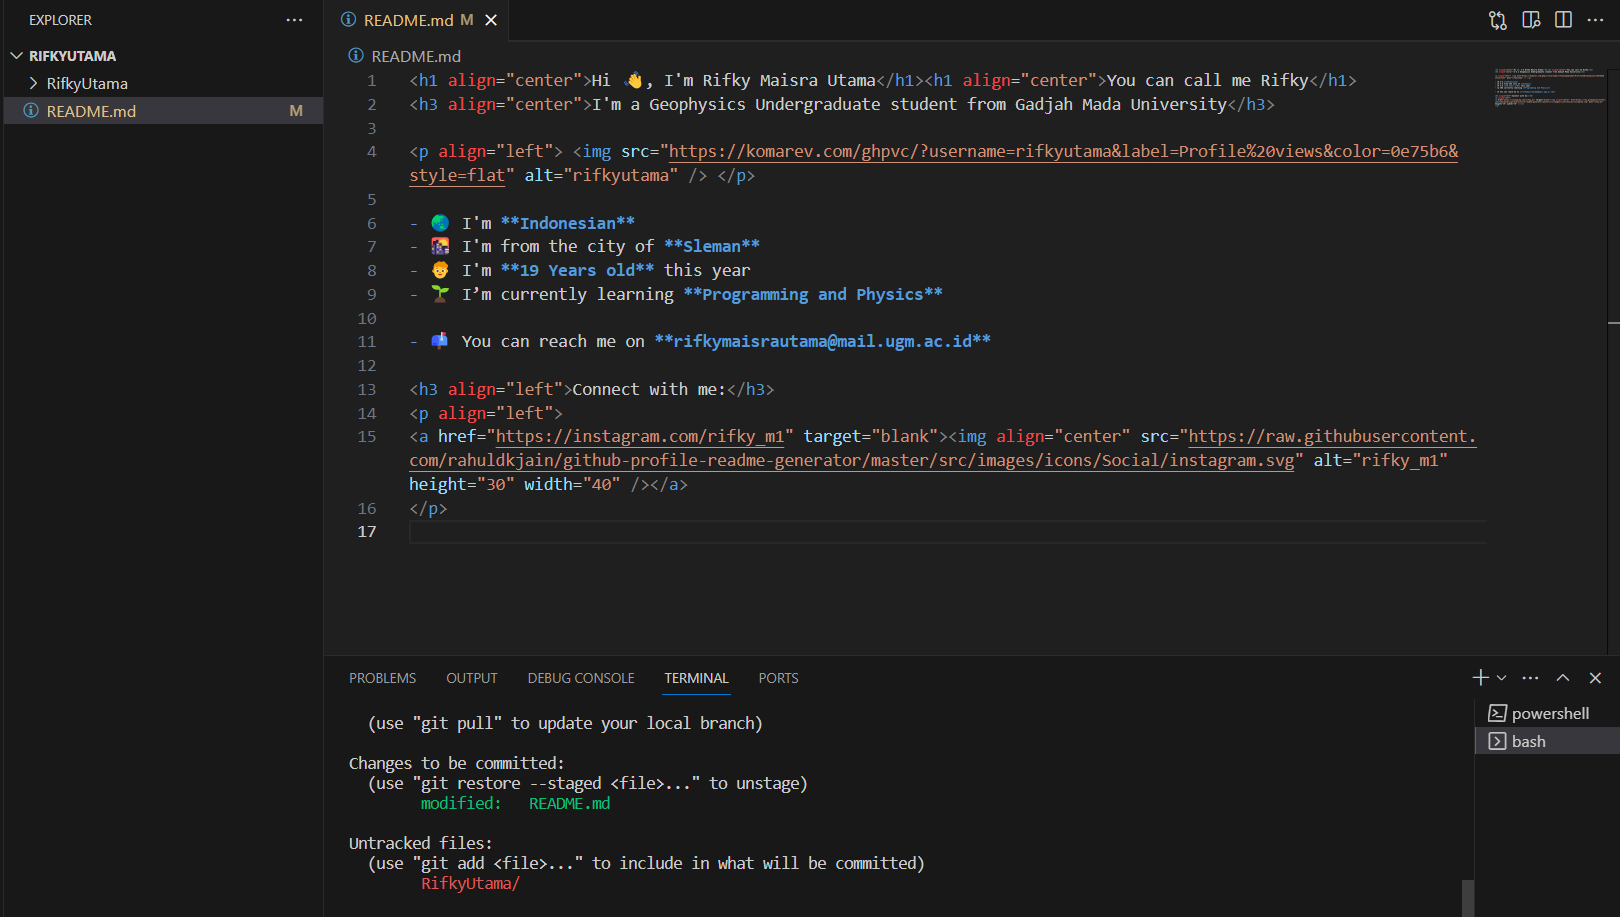 EXPLORER
RIFKYUTAMA
RifkyUtama
README.md M
README.md M
README.md
1 <h1 align="center">Hi 👋, I'm Rifky Maisra Utama</h1><h1 align="center">You can call me Rifky</h1>
2 <h3 align="center">I'm a Geophysics Undergraduate student from Gadjah Mada University</h3>
3
4 <p align="left"> <img src="https://komarev.com/ghpvc/?username=rifkyutama&label=Profile%20views&color=0e75b6&
style=flat" alt="rifkyutama" /> </p>
5
6 - 🌏 I'm **Indonesian**
7 - 🌇 I'm from the city of **Sleman**
8 - 🧑 I'm **19 Years old** this year
9 - 🌱 I’m currently learning **Programming and Physics**
10
11 - 📫 You can reach me on **rifkymaisrautama@mail.ugm.ac.id**
12
13 <h3 align="left">Connect with me:</h3>
14 <p align="left">
15 <a href="https://instagram.com/rifky_m1" target="blank"><img align="center" src="https://raw.githubusercontent.
com/rahuldkjain/github-profile-readme-generator/master/src/images/icons/Social/instagram.svg" alt="rifky_m1"
height="30" width="40" /></a>
16 </p>
17
PROBLEMS OUTPUT DEBUG CONSOLE TERMINAL PORTS
(use "git pull" to update your local branch)
Changes to be committed:
(use "git restore --staged <file>..." to unstage)
modified: README.md
Untracked files:
(use "git add <file>..." to include in what will be committed)
RifkyUtama/
powershell
bash